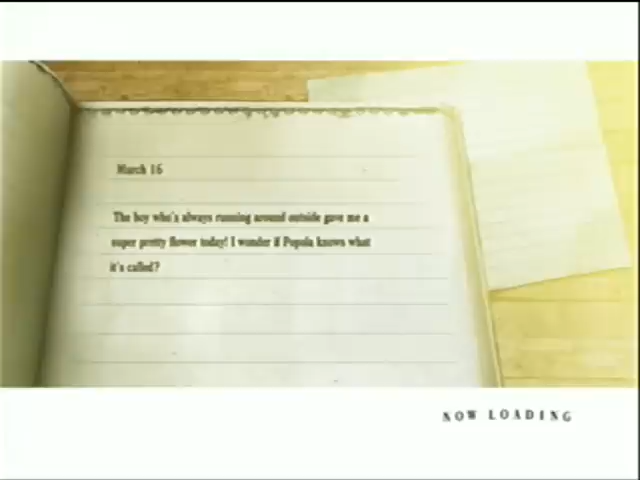 March 16
The boy who's always running around outside gave me a
super pretty flower today! I wonder if Popola knows what
it's called?
NOW LOADING